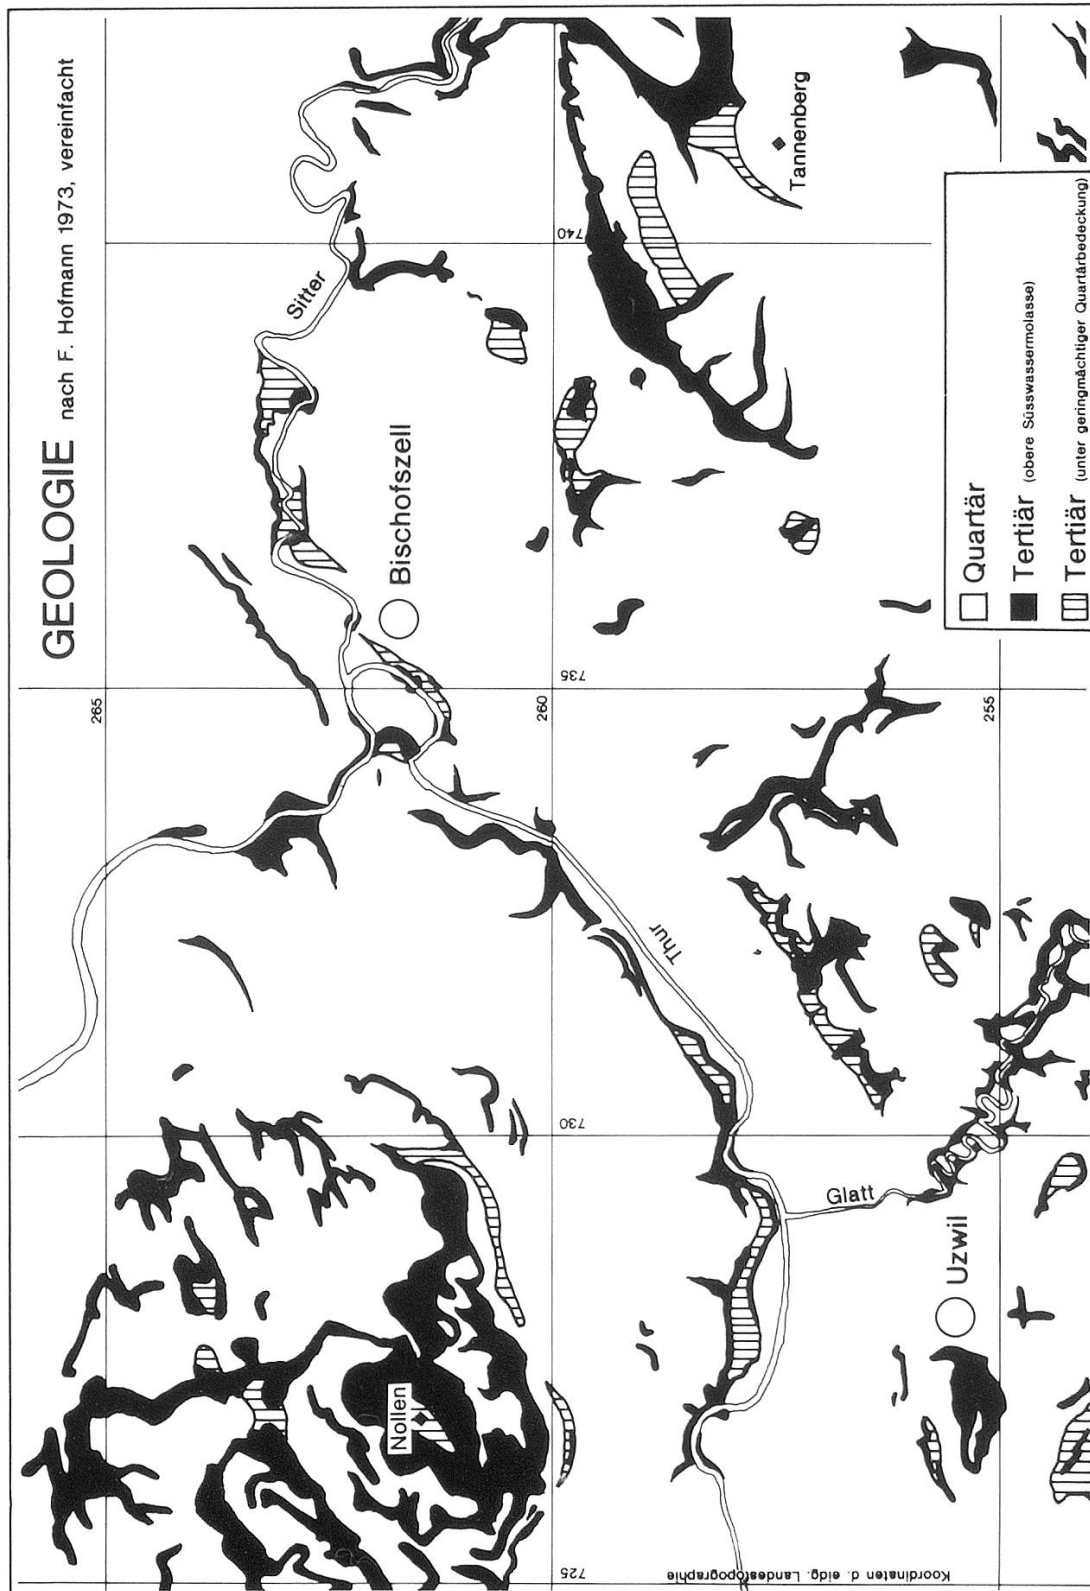 GEOLOGIE nach F. Hofmann 1973, vereinfacht
265
260
255
Sitter
Bischofszell
Tannenberg
740
735
Thur
730
Nollen
Glatt
Uzwil
725
Quartär
Tertiär (obere Süsswassermolasse)
Tertiär (unter geringmächtiger Quartärbedeckung)
Koordinaten d. eidg. Landestopographie